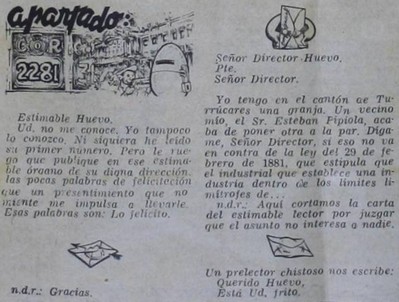 apartado:
COR
2281
Estimable Huevo.
Ud. no me conoce. Yo tampoco
lo conozco. Ni siquera he leído
su primer número. Pero le rue-
go que publique en ese estima-
ble órgano de su digna dirección,
las pocas palabras de felicitación
que un presentimiento que no
miente me impulsa a llevarle.
Esas palabras son: Lo felicito.
n.d.r.: Gracias.
Señor Director Huevo,
Pte.
Señor Director.
Yo tengo en el cantón ae Tu-
rrúcares una granja. Un vecino
mío, el Sr. Esteban Pipiola, aca-
ba de poner otra a la par. Díga-
me, Señor Director, si eso no va
en contra de la ley del 29 de fe-
brero de 1881, que estipula que
el industrial que establece una in-
dustria dentro de los límites li-
mítrofes de...
n.d.r.: Aquí cortamos la carta
del estimable lector por juzgar
que el asunto no interesa a nadie.
Un prelector chistoso nos escribe:
Querido Huevo,
Está Ud. frito.